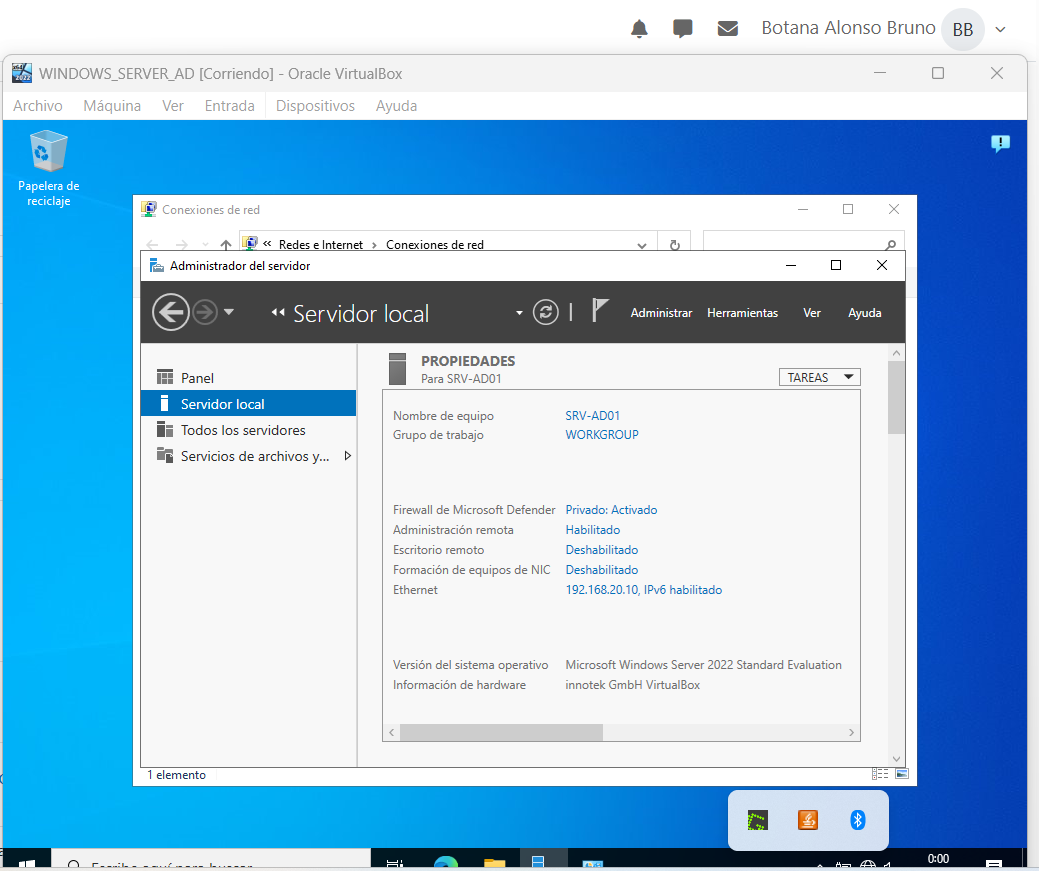 Botana Alonso Bruno BB
WINDOWS_SERVER_AD [Corriendo] - Oracle VirtualBox
Archivo Máquina Ver Entrada Dispositivos Ayuda
Papelera de
reciclaje
Conexiones de red
« Redes e Internet › Conexiones de red
Administrador del servidor
Servidor local
Administrar Herramientas Ver Ayuda
Panel
Servidor local
Todos los servidores
Servicios de archivos y...
PROPIEDADES
Para SRV-AD01
TAREAS
Nombre de equipo SRV-AD01
Grupo de trabajo WORKGROUP
Firewall de Microsoft Defender Privado: Activado
Administración remota Habilitado
Escritorio remoto Deshabilitado
Formación de equipos de NIC Deshabilitado
Ethernet 192.168.20.10, IPv6 habilitado
Versión del sistema operativo Microsoft Windows Server 2022 Standard Evaluation
Información de hardware innotek GmbH VirtualBox
1 elemento
Escribe aquí para buscar
0:00